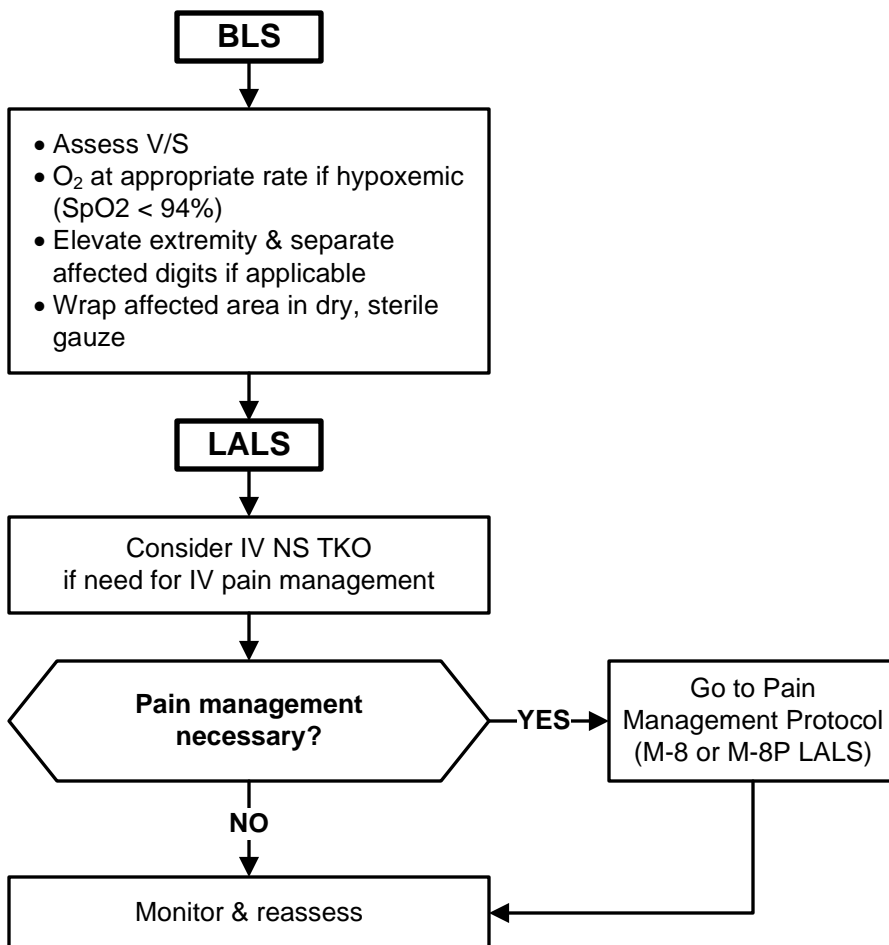 BLS
• Assess V/S
• O₂ at appropriate rate if hypoxemic
(SpO2 < 94%)
• Elevate extremity & separate
affected digits if applicable
• Wrap affected area in dry, sterile
gauze
LALS
Consider IV NS TKO
if need for IV pain management
Pain management
necessary?
YES
Go to Pain
Management Protocol
(M-8 or M-8P LALS)
NO
Monitor & reassess